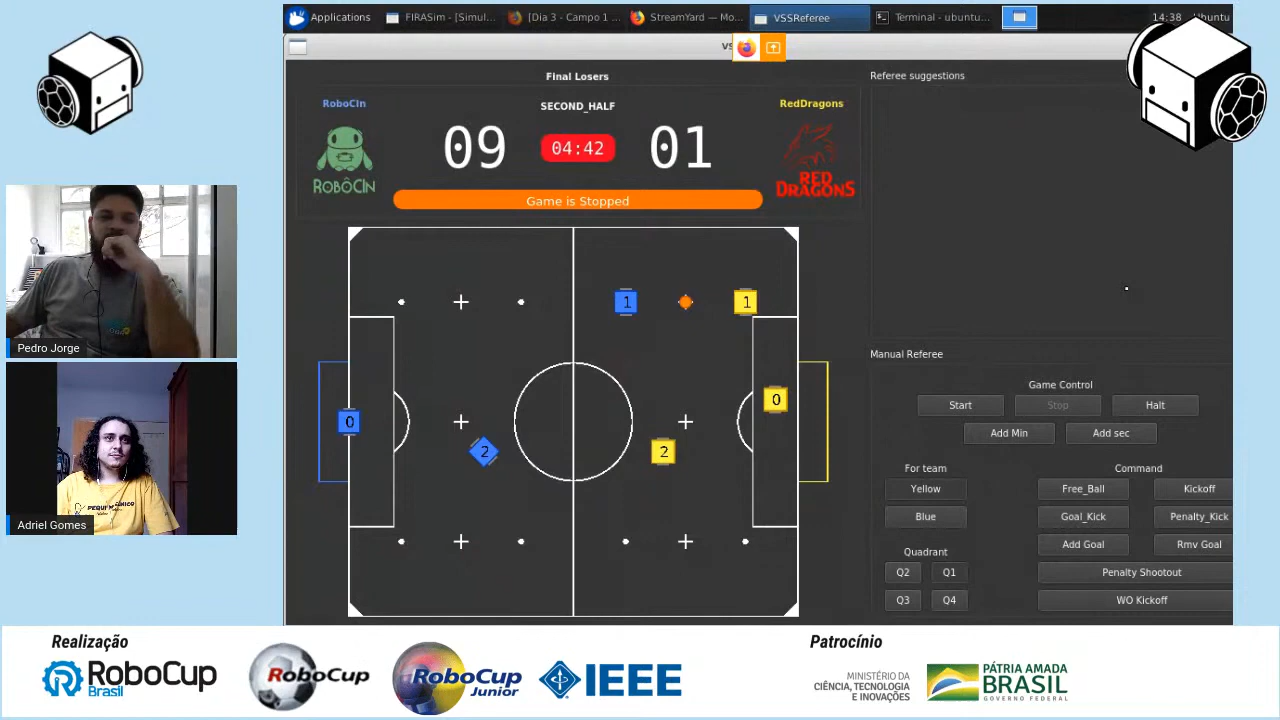 Applications
FIRASim - [Simul...
[Dia 3 - Campo 1 ...
StreamYard — Mo...
VSSReferee
Terminal - ubuntu...
14:38
Ubuntu
VS
Final Losers
RoboCIn
SECOND_HALF
RedDragons
09
04:42
01
ROBÔCIN
RED
DRAGONS
Game is Stopped
Referee suggestions
1
1
0
0
2
2
Manual Referee
Game Control
Start
Stop
Halt
Add Min
Add sec
For team
Command
Yellow
Free_Ball
Kickoff
Blue
Goal_Kick
Penalty_Kick
Add Goal
Rmv Goal
Quadrant
Q2
Q1
Penalty Shootout
Q3
Q4
WO Kickoff
Pedro Jorge
PEQUI MECÂNICO
Adriel Gomes
Realização
RoboCup
Brasil
RoboCup
RoboCup
Junior
IEEE
Patrocínio
MINISTÉRIO DA
CIÊNCIA, TECNOLOGIA
E INOVAÇÕES
PÁTRIA AMADA
BRASIL
GOVERNO FEDERAL